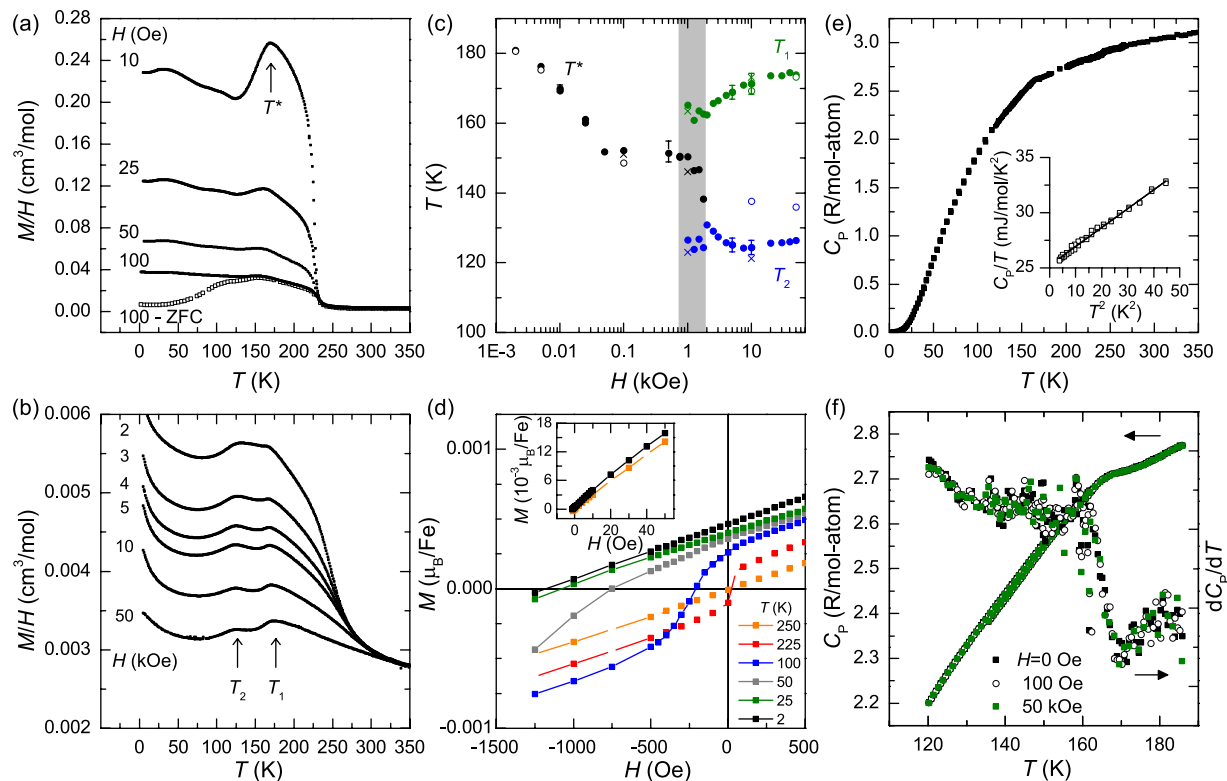 (a)
H (Oe)
10
T*
25
50
100
100 - ZFC
0.28
0.24
0.20
0.16
0.12
0.08
0.04
0.00
M/H (cm³/mol)
0 50 100 150 200 250 300 350
T (K)
(b)
2
3
4
5
10
50
H (kOe)
T₂ T₁
0.006
0.005
0.004
0.003
0.002
M/H (cm³/mol)
0 50 100 150 200 250 300 350
T (K)
(c)
T*
T₁
T₂
180
160
140
120
100
T (K)
1E-3 0.01 0.1 1 10
H (kOe)
(d)
18
12
6
0
M (10⁻³μB/Fe)
0 20 40
H (Oe)
0.001
0.000
-0.001
M (μB/Fe)
T (K)
250
225
100
50
25
2
-1500 -1000 -500 0 500
H (Oe)
(e)
3.0
2.5
2.0
1.5
1.0
0.5
0.0
CP (R/mol-atom)
35
30
25
CP/T (mJ/mol/K²)
0 10 20 30 40 50
T² (K²)
0 50 100 150 200 250 300 350
T (K)
(f)
2.8
2.7
2.6
2.5
2.4
2.3
2.2
CP (R/mol-atom)
dCP/dT
H=0 Oe
100 Oe
50 kOe
120 140 160 180
T (K)